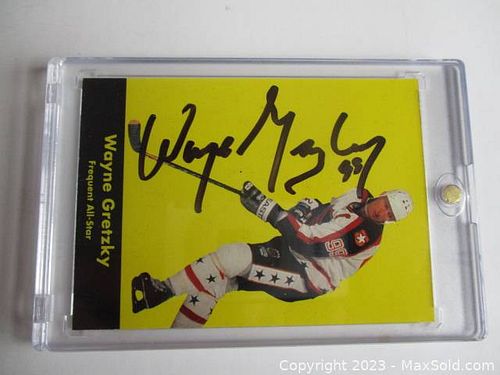 Wayne Gretzky
Frequent All-Star
Wayne Gretzky 99
Copyright 2023 - MaxSold.com